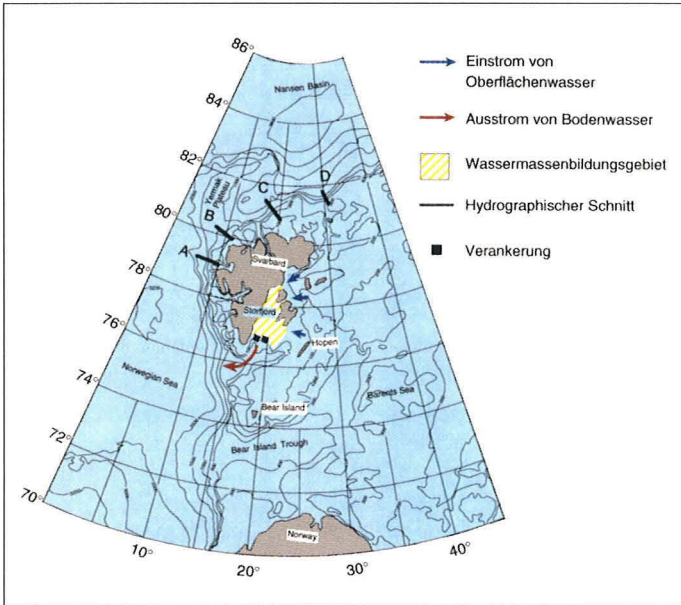 86°
84°
82°
80°
78°
76°
74°
72°
70°
10°
20°
30°
40°
Nansen Basin
Yermak
Plateau
A
B
C
D
Svarbard
Storfjord
Hopen
Norwegian Sea
Barents Sea
Bear Island
Bear Island Trough
Norway
Einstrom von
Oberflächenwasser
Ausstrom von Bodenwasser
Wassermassenbildungsgebiet
Hydrographischer Schnitt
Verankerung